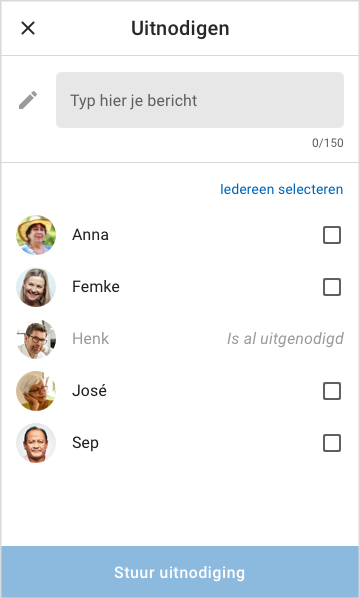 Uitnodigen
Typ hier je bericht
0/150
Iedereen selecteren
Anna
Femke
Henk Is al uitgenodigd
José
Sep
Stuur uitnodiging